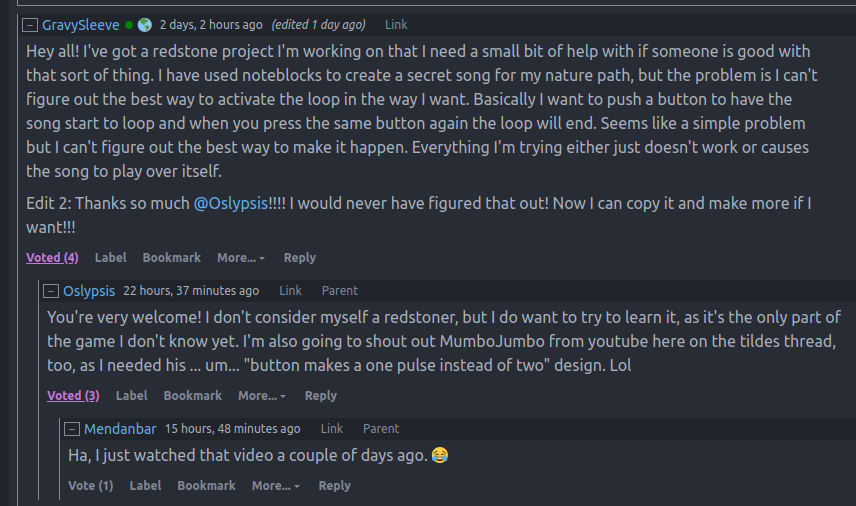 GravySleeve 2 days, 2 hours ago (edited 1 day ago) Link
Hey all! I've got a redstone project I'm working on that I need a small bit of help with if someone is good with
that sort of thing. I have used noteblocks to create a secret song for my nature path, but the problem is I can't
figure out the best way to activate the loop in the way I want. Basically I want to push a button to have the
song start to loop and when you press the same button again the loop will end. Seems like a simple problem
but I can't figure out the best way to make it happen. Everything I'm trying either just doesn't work or causes
the song to play over itself.
Edit 2: Thanks so much @Oslypsis!!!! I would never have figured that out! Now I can copy it and make more if I
want!!!
Voted (4) Label Bookmark More... Reply
Oslypsis 22 hours, 37 minutes ago Link Parent
You're very welcome! I don't consider myself a redstoner, but I do want to try to learn it, as it's the only part of
the game I don't know yet. I'm also going to shout out MumboJumbo from youtube here on the tildes thread,
too, as I needed his ... um... "button makes a one pulse instead of two" design. Lol
Voted (3) Label Bookmark More... Reply
Mendanbar 15 hours, 48 minutes ago Link Parent
Ha, I just watched that video a couple of days ago. 😂
Vote (1) Label Bookmark More... Reply